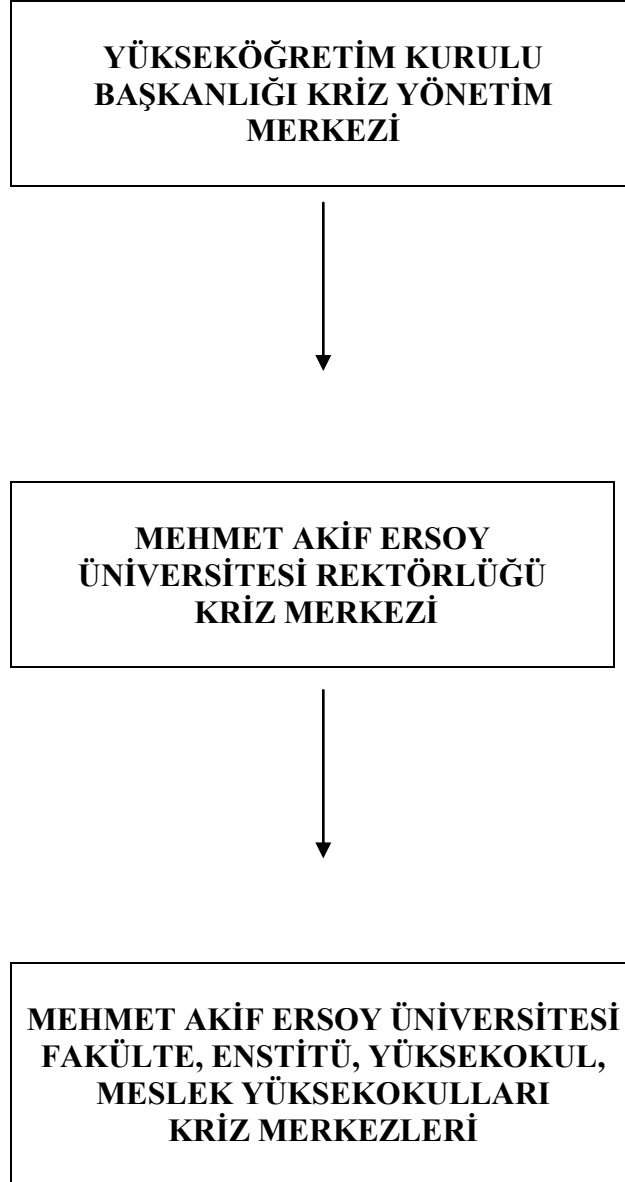 YÜKSEKÖĞRETİM KURULU
BAŞKANLIĞI KRİZ YÖNETİM
MERKEZİ
MEHMET AKİF ERSOY
ÜNİVERSİTESİ REKTÖRLÜĞÜ
KRİZ MERKEZİ
MEHMET AKİF ERSOY ÜNİVERSİTESİ
FAKÜLTE, ENSTİTÜ, YÜKSEKOKUL,
MESLEK YÜKSEKOKULLARI
KRİZ MERKEZLERİ